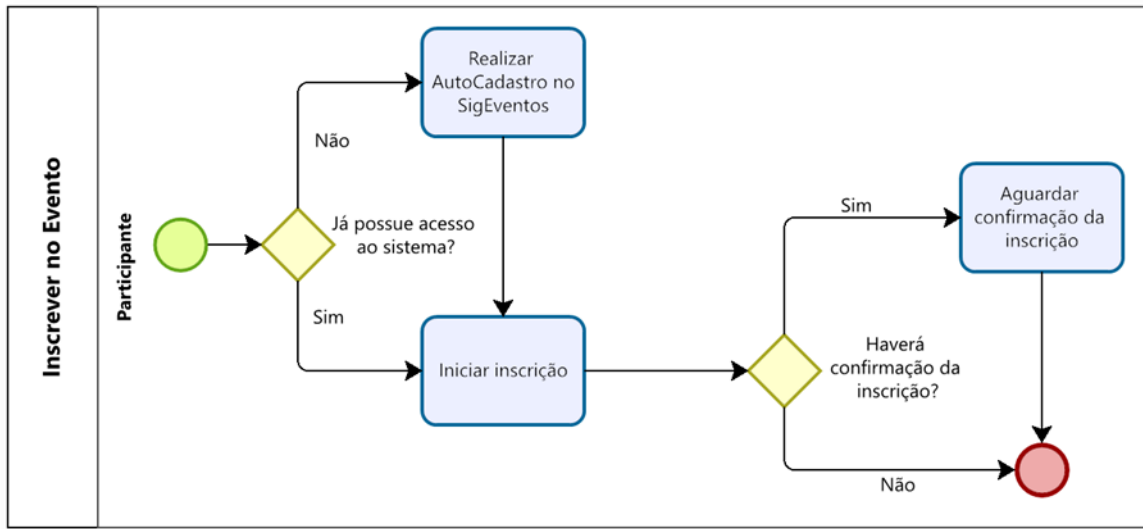 Inscrever no Evento
Participante
Realizar
AutoCadastro no
SigEventos
Não
Já possue acesso
ao sistema?
Sim
Iniciar inscrição
Sim
Aguardar
confirmação da
inscrição
Haverá
confirmação da
inscrição?
Não